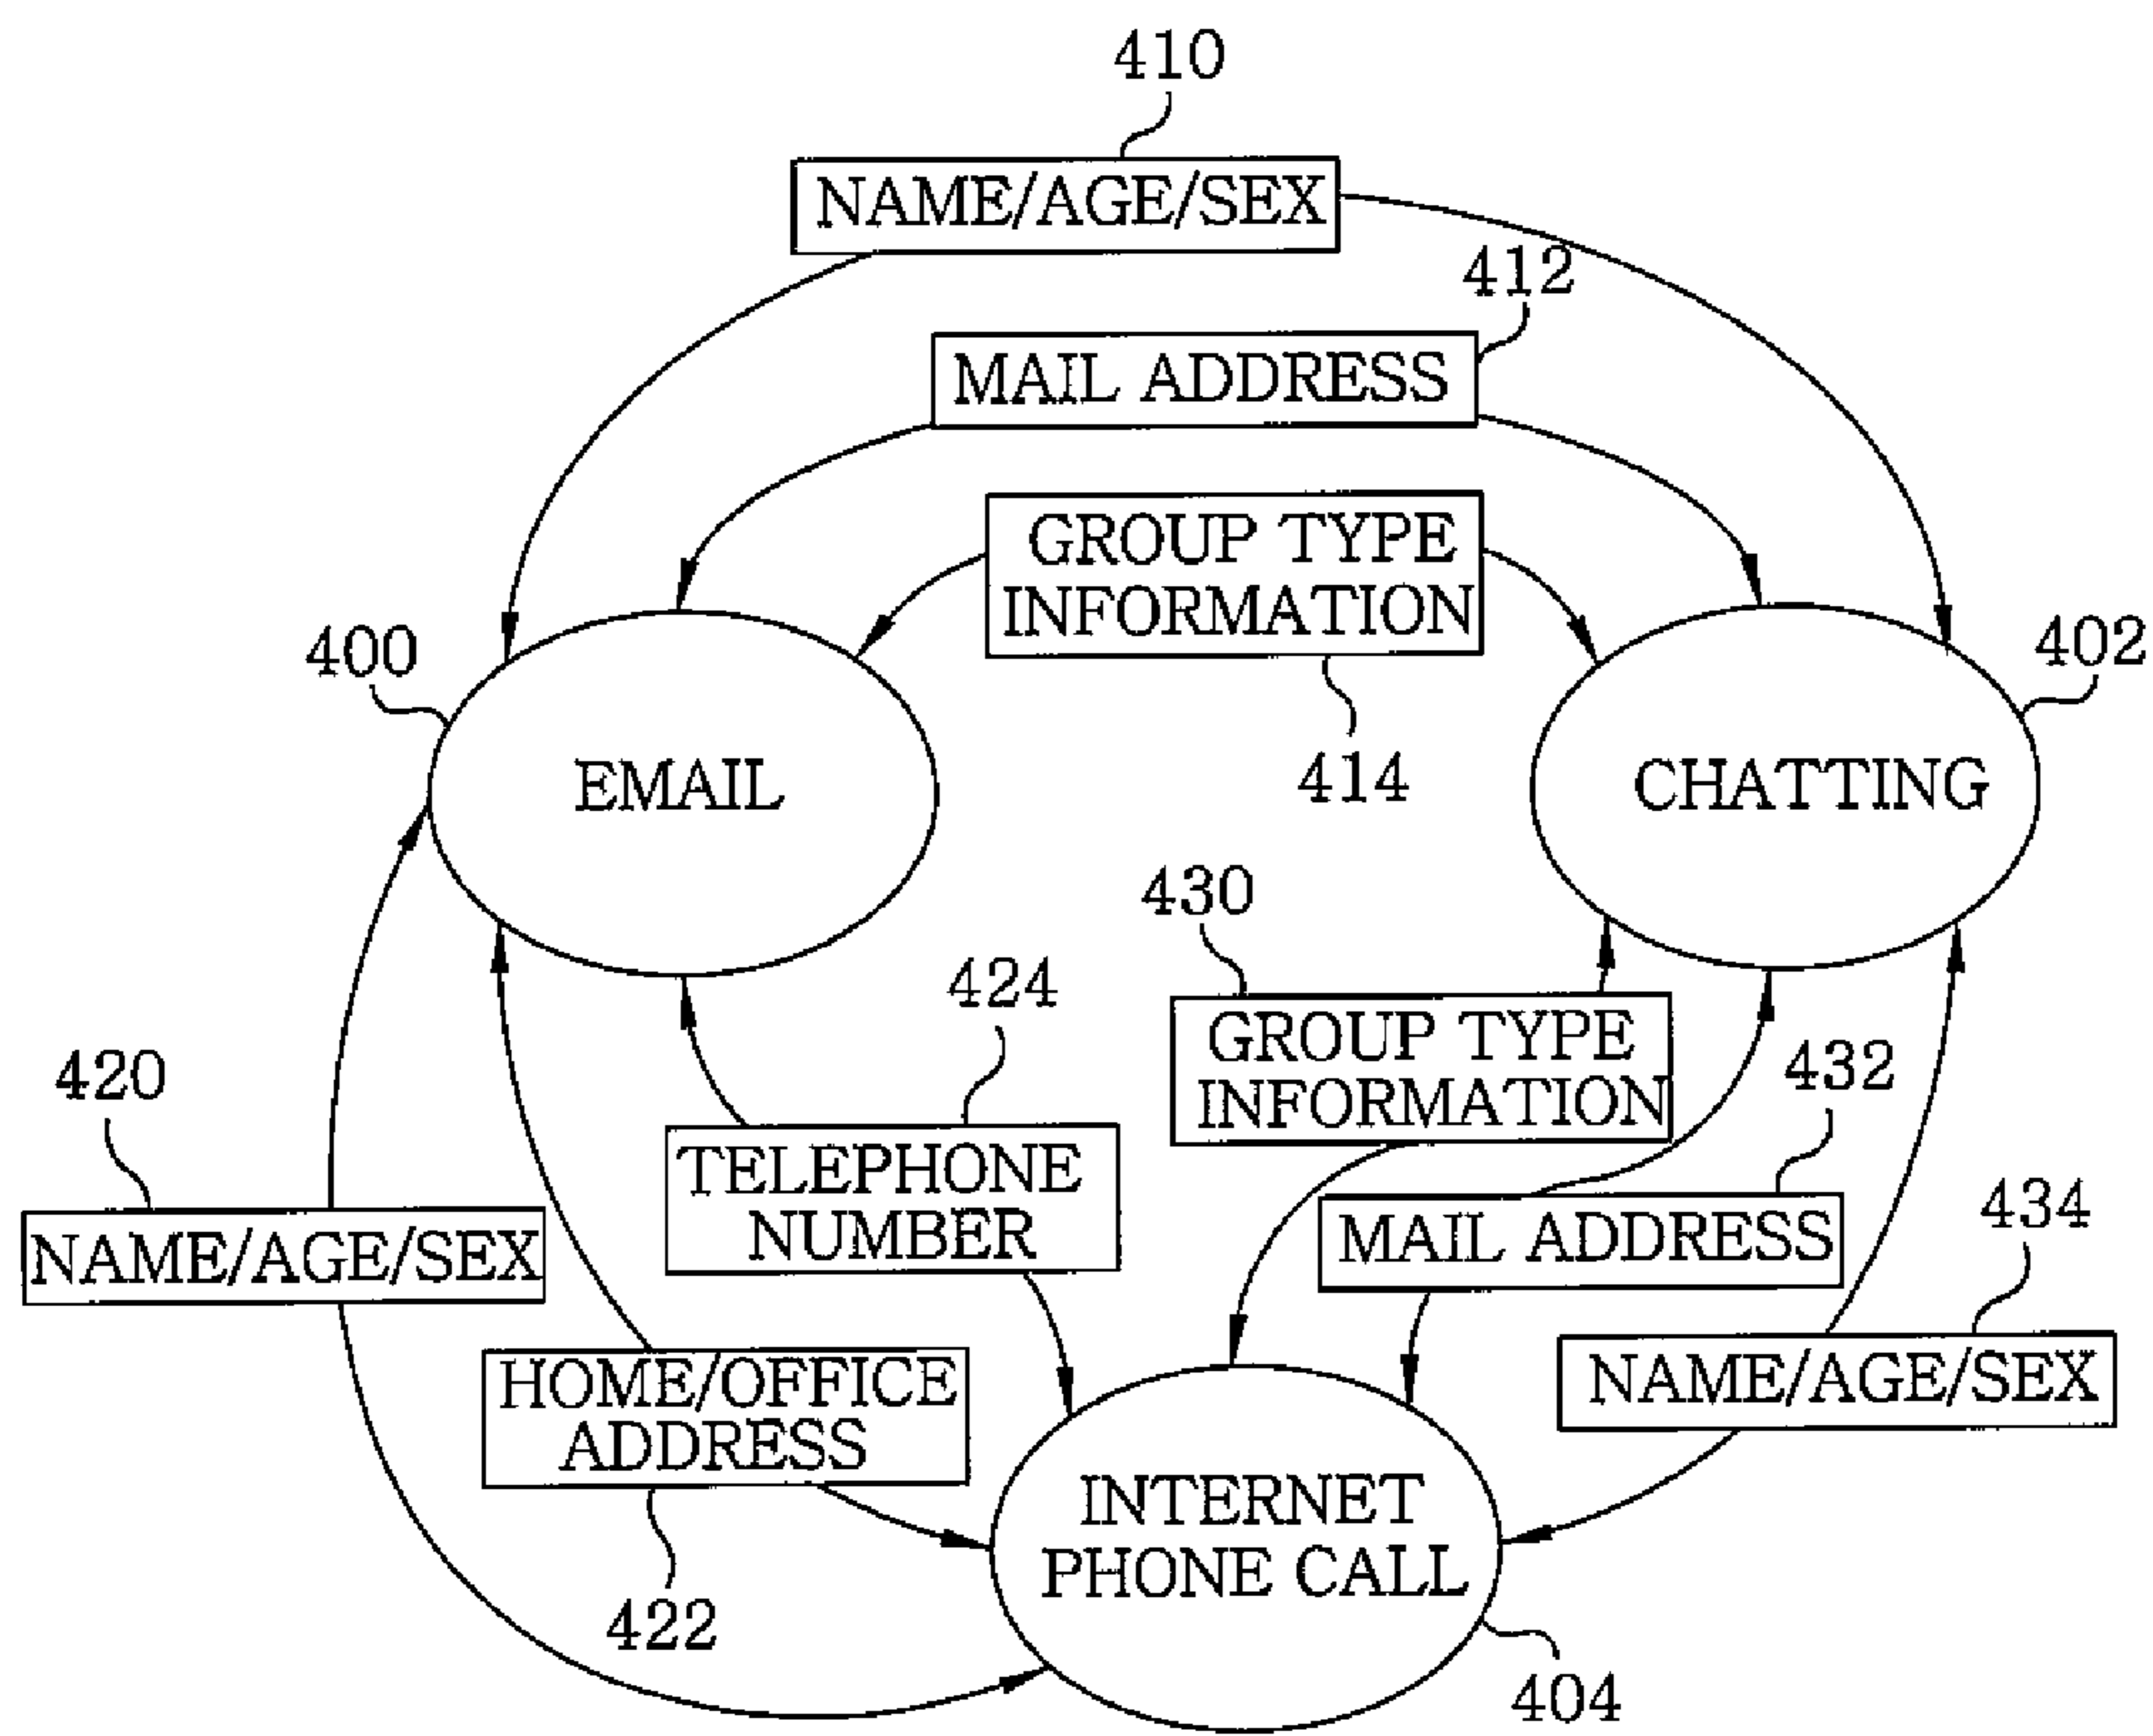 410
NAME/AGE/SEX
412
MAIL ADDRESS
GROUP TYPE
INFORMATION
414
400
EMAIL
402
CHATTING
430
GROUP TYPE
INFORMATION
424
TELEPHONE
NUMBER
420
NAME/AGE/SEX
432
MAIL ADDRESS
434
NAME/AGE/SEX
HOME/OFFICE
ADDRESS
422
INTERNET
PHONE CALL
404